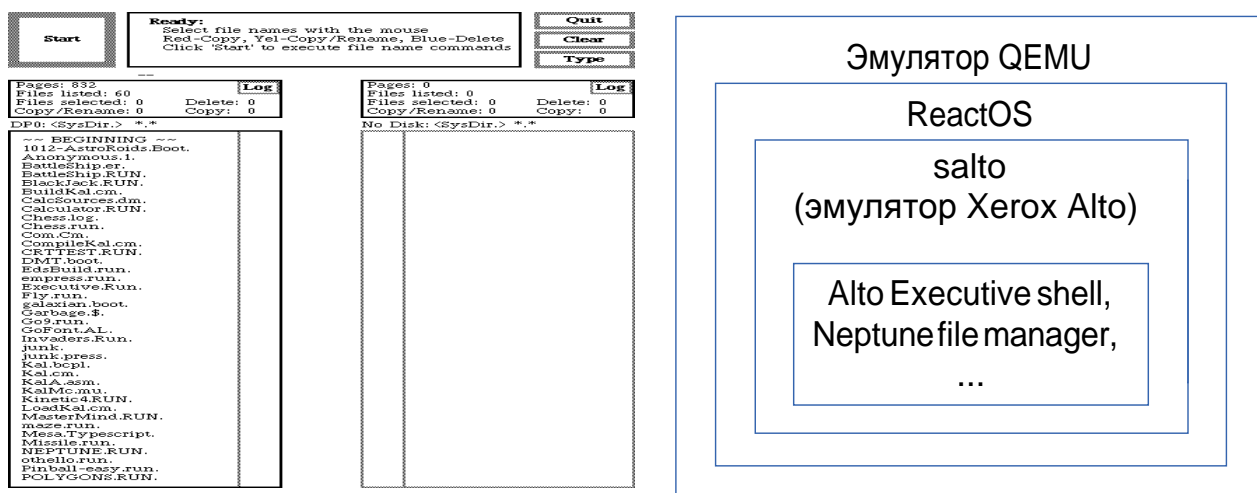 Start
Ready:
Select file names with the mouse
Red-Copy, Yel-Copy/Rename, Blue-Delete
Click 'Start' to execute file name commands
Quit
Clear
Type
Pages: 832
Log
Files listed: 60
Files selected: 0 Delete: 0
Copy/Rename: 0 Copy: 0
DP0: <SysDir.> *.*
~~ BEGINNING ~~
1012-AstroRoids.Boot.
Anonymous.1.
BattleShip.er.
BattleShip.RUN.
BlackJack.RUN.
BuildKal.cm.
CalcSources.dm.
Calculator.RUN.
Chess.log.
Chess.run.
Com.Cm.
CompileKal.cm.
CRTTEST.RUN.
DMT.boot.
EdsBuild.run.
empress.run.
Executive.Run.
Fly.run.
galaxian.boot.
Garbage.$.
Go9.run.
GoFont.AL.
Invaders.Run.
junk.
junk.press.
Kal.bcpl.
Kal.cm.
KalA.asm.
KalMc.mu.
Kinetic4.RUN.
LoadKal.cm.
MasterMind.RUN.
maze.run.
Mesa.Typescript.
Missile.run.
NEPTUNE.RUN.
othello.run.
Pinball-easy.run.
POLYGONS.RUN.
Pages: 0
Log
Files listed: 0
Files selected: 0 Delete: 0
Copy/Rename: 0 Copy: 0
No Disk: <SysDir.> *.*
Эмулятор QEMU
ReactOS
salto
(эмулятор Xerox Alto)
Alto Executive shell,
Neptune file manager,
...